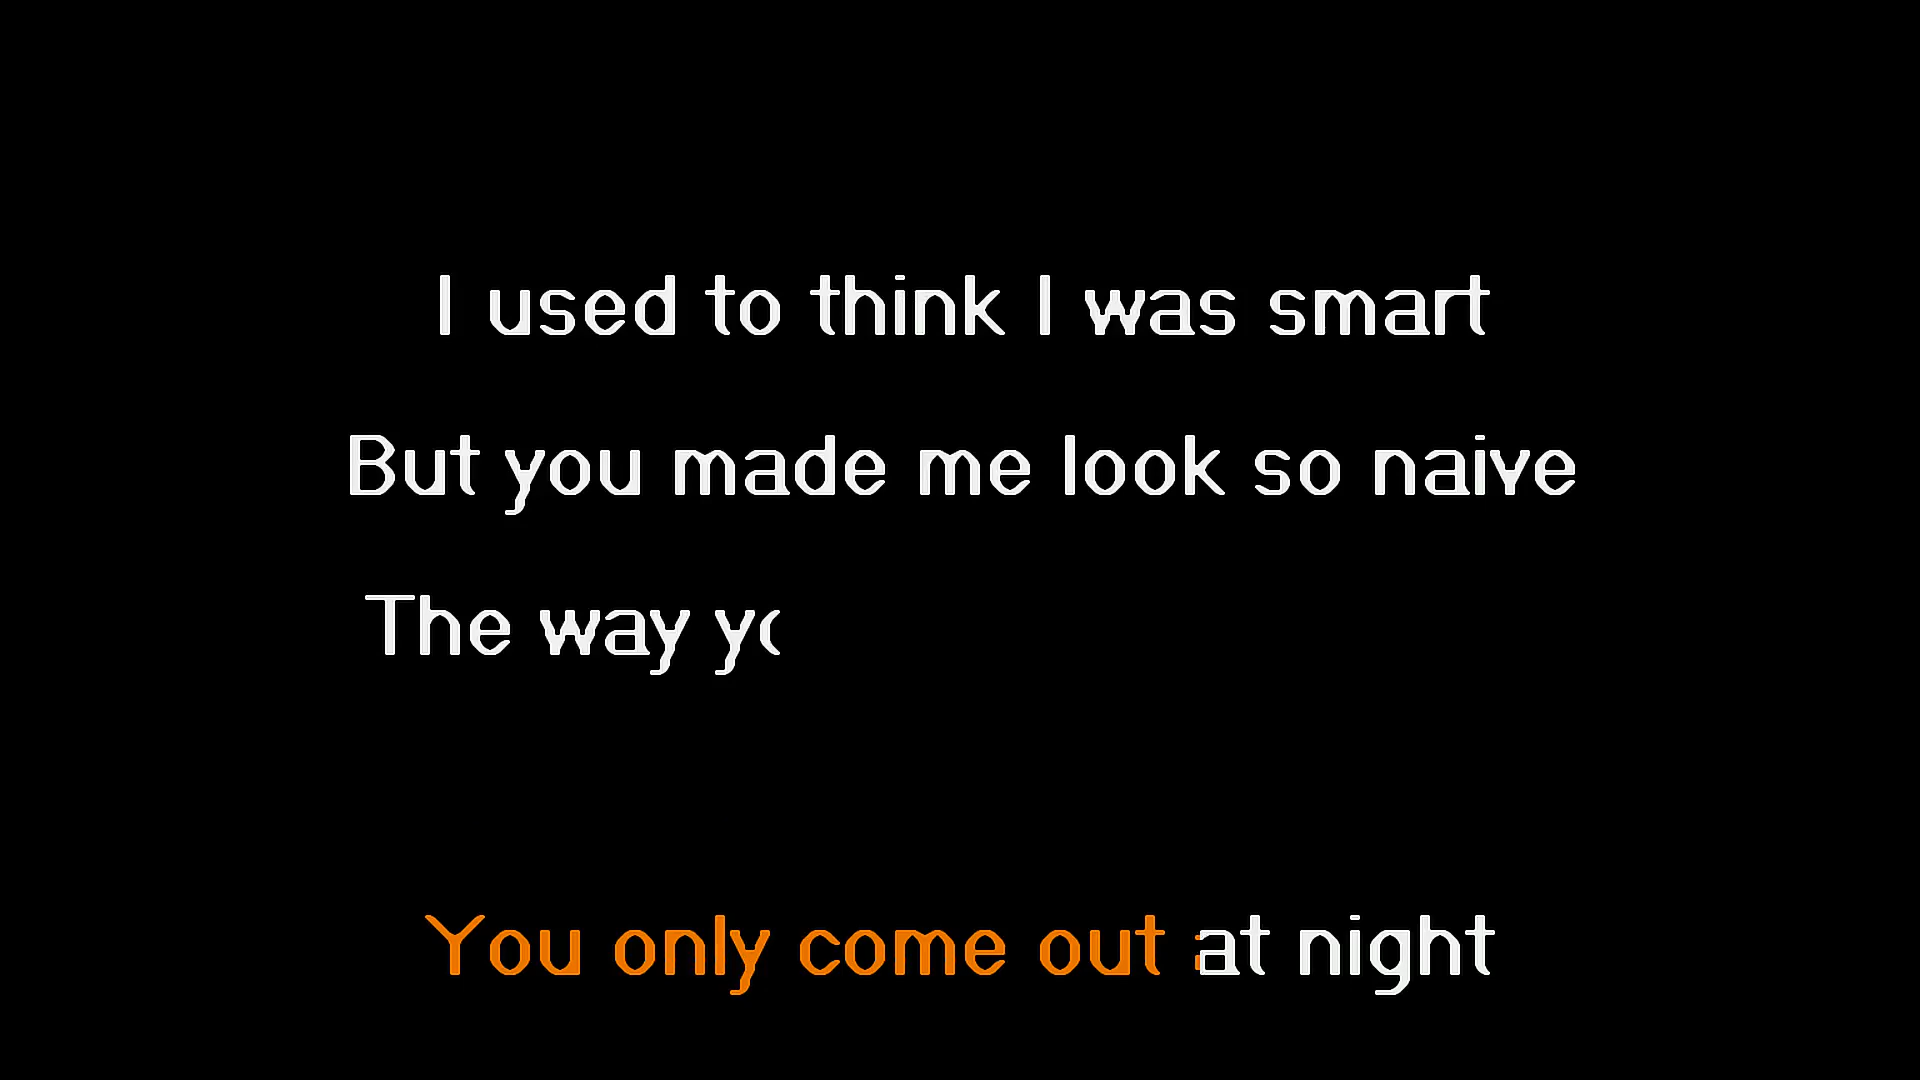 I used to think I was smart
But you made me look so naive
The way yo
You only come out at night